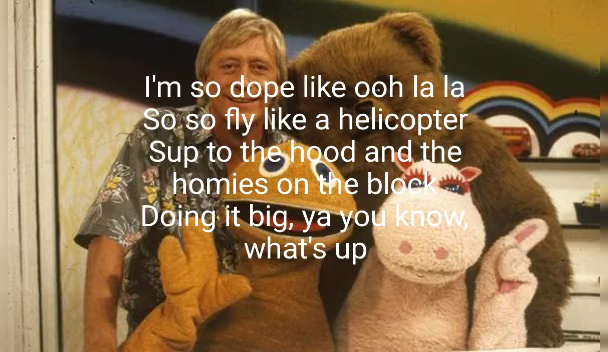 I'm so dope like ooh la la
So so fly like a helicopter
Sup to the hood and the
homies on the block
Doing it big, ya you know,
what's up